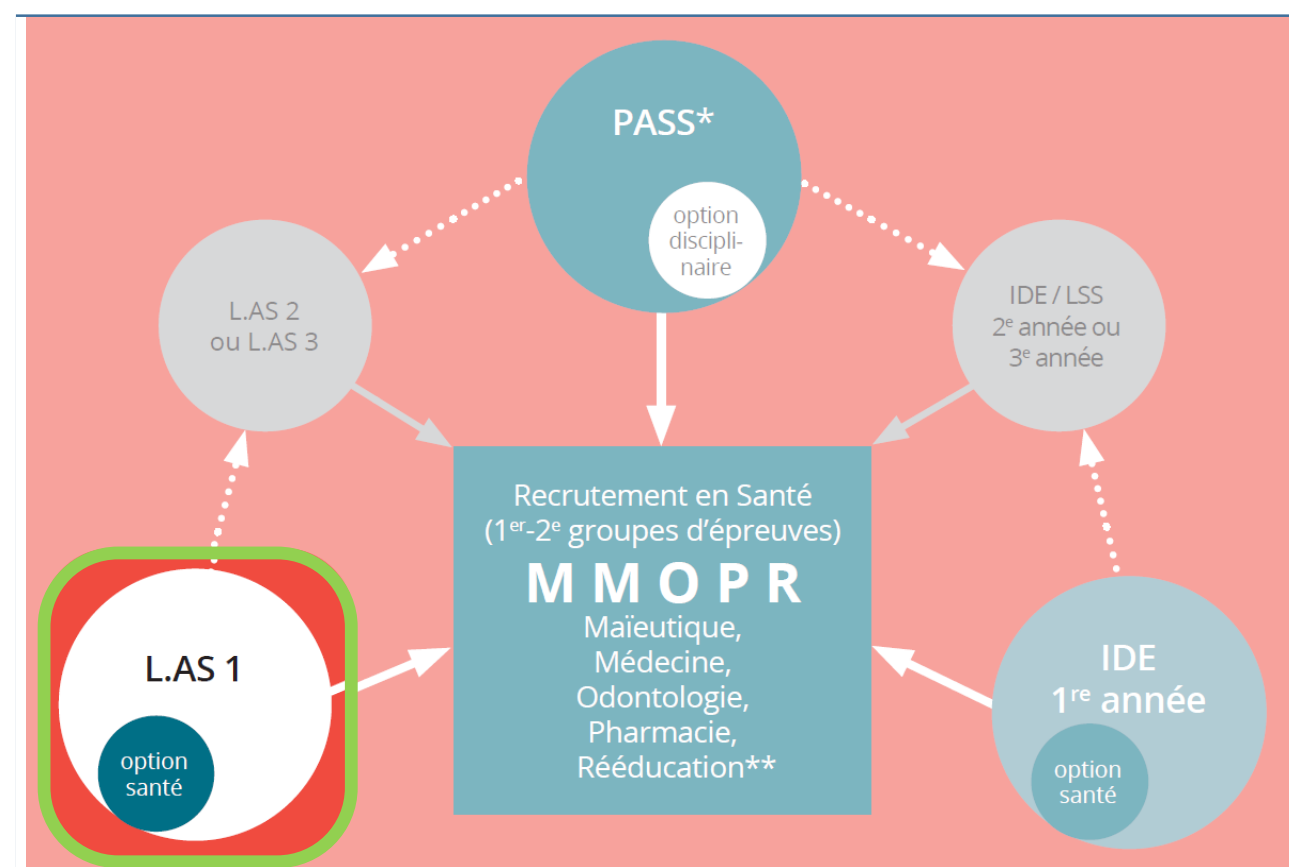 PASS*
option
discipli-
naire
L.AS 2
ou L.AS 3
IDE / LSS
2e année ou
3e année
Recrutement en Santé
(1er-2e groupes d’épreuves)
M M O P R
Maïeutique,
Médecine,
Odontologie,
Pharmacie,
Rééducation**
L.AS 1
option
santé
IDE
1re année
option
santé